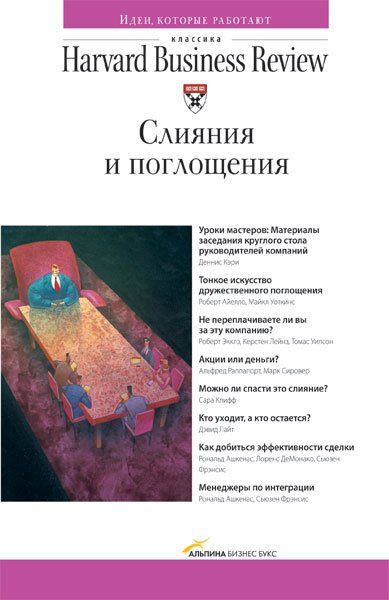 Идеи, которые работают
классика
Harvard Business Review
Слияния
и поглощения
Уроки мастеров: Материалы
заседания круглого стола
руководителей компаний
Деннис Кэри
Тонкое искусство
дружественного поглощения
Роберт Айелло, Майкл Уоткинс
Не переплачиваете ли вы
за эту компанию?
Роберт Экклз, Керстен Лейнз, Томас Уилсон
Акции или деньги?
Альфред Раппапорт, Марк Сировер
Можно ли спасти это слияние?
Сара Клифф
Кто уходит, а кто остается?
Дэвид Лайт
Как добиться эффективности сделки
Рональд Ашкенас, Лоренс ДеМонако, Сьюзен
Фрэнсис
Менеджеры по интеграции
Рональд Ашкенас, Сьюзен Фрэнсис
АЛЬПИНА БИЗНЕС БУКС